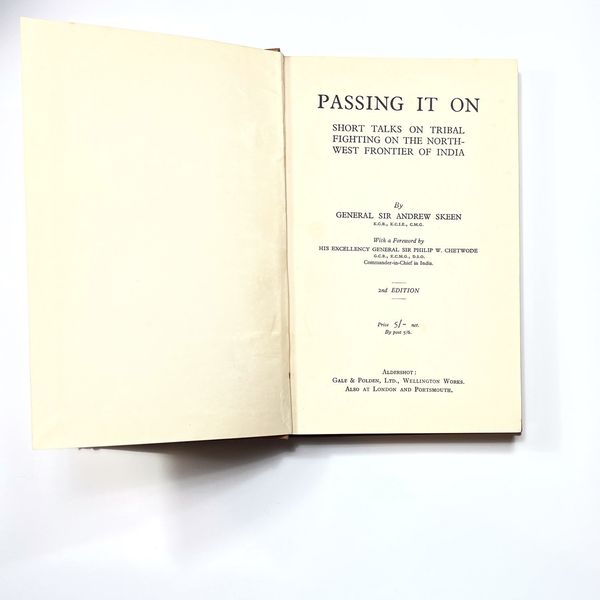 PASSING IT ON
SHORT TALKS ON TRIBAL
FIGHTING ON THE NORTH-
WEST FRONTIER OF INDIA
By
GENERAL SIR ANDREW SKEEN
K.C.B., K.C.I.E., C.M.G.
With a Foreword by
HIS EXCELLENCY GENERAL SIR PHILIP W. CHETWODE
G.C.B., K.C.M.G., D.S.O.
Commander-in-Chief in India.
2nd EDITION
Price 5/- net.
By post 5/6.
ALDERSHOT:
GALE & POLDEN, LTD., WELLINGTON WORKS.
ALSO AT LONDON AND PORTSMOUTH.